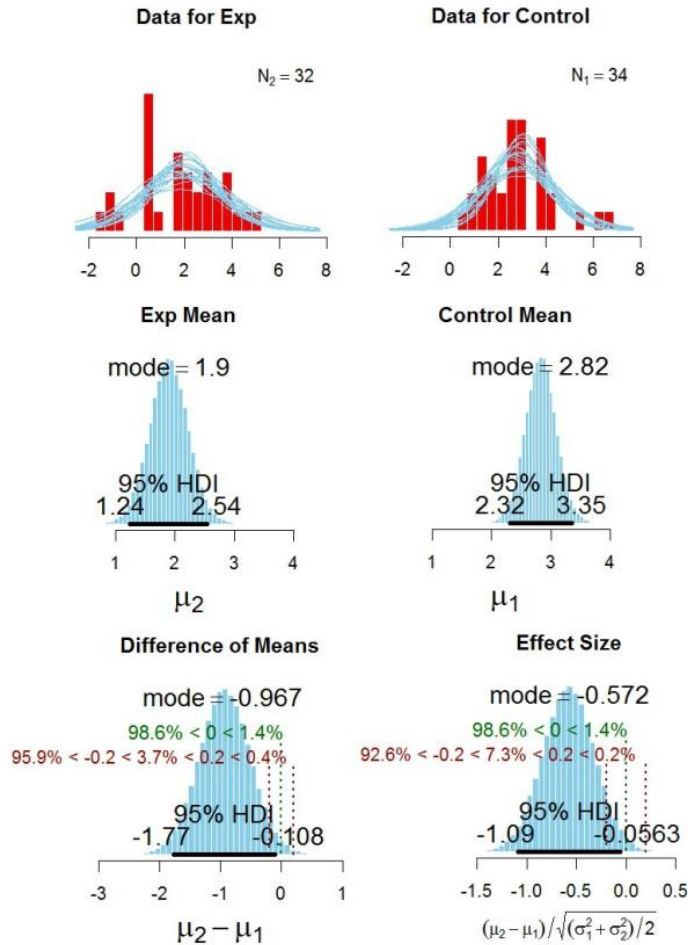 Data for Exp
Data for Control
N₂ = 32
N₁ = 34
-2 0 2 4 6 8
-2 0 2 4 6 8
Exp Mean
Control Mean
mode = 1.9
mode = 2.82
95% HDI
95% HDI
1.24 2.54
2.32 3.35
1 2 3 4
1 2 3 4
μ₂
μ₁
Difference of Means
Effect Size
mode = -0.967
mode = -0.572
98.6% < 0 < 1.4%
98.6% < 0 < 1.4%
95.9% < -0.2 < 3.7% < 0.2 < 0.4%
92.6% < -0.2 < 7.3% < 0.2 < 0.2%
95% HDI
95% HDI
-1.77 -0.108
-1.09 -0.0563
-3 -2 -1 0 1
-1.5 -1.0 -0.5 0.0 0.5
μ₂ − μ₁
(μ₂ − μ₁)/√(σ₁² + σ₂²)/2